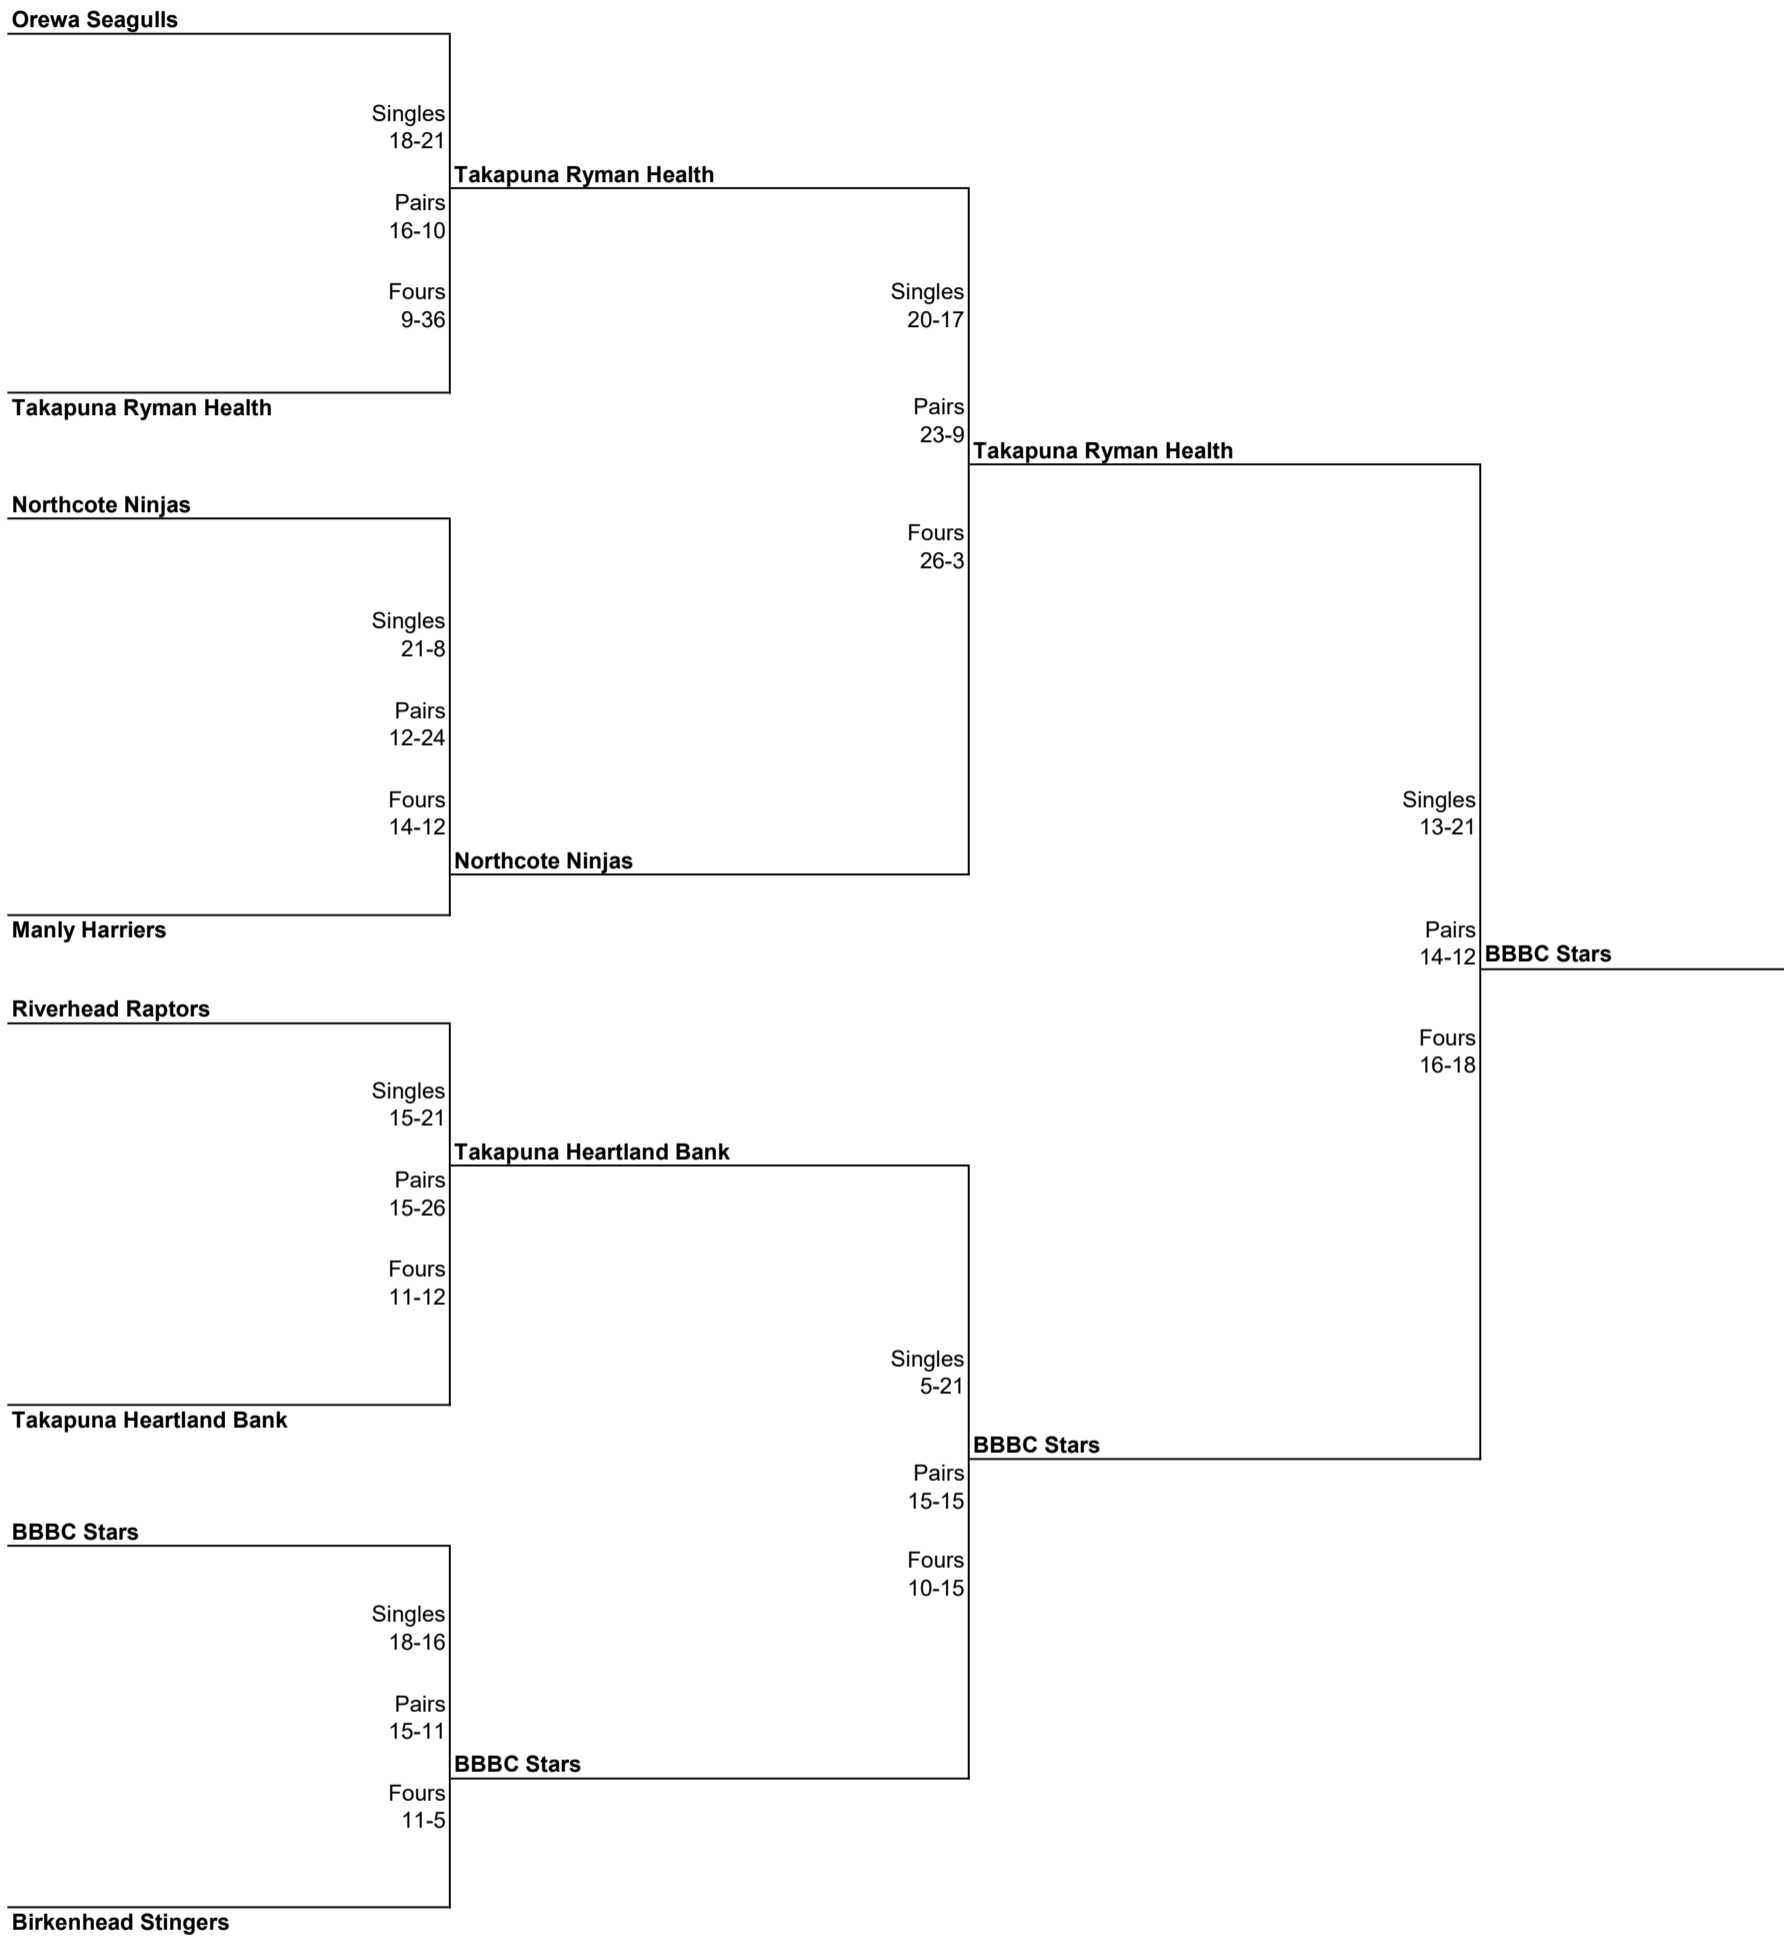 Orewa Seagulls
Singles
18-21
Takapuna Ryman Health
Pairs
16-10
Fours
9-36
Singles
20-17
Takapuna Ryman Health
Pairs
23-9
Takapuna Ryman Health
Northcote Ninjas
Fours
26-3
Singles
21-8
Pairs
12-24
Fours
14-12
Singles
13-21
Northcote Ninjas
Manly Harriers
Pairs
14-12
BBBC Stars
Riverhead Raptors
Fours
16-18
Singles
15-21
Takapuna Heartland Bank
Pairs
15-26
Fours
11-12
Singles
5-21
Takapuna Heartland Bank
BBBC Stars
Pairs
15-15
BBBC Stars
Fours
10-15
Singles
18-16
Pairs
15-11
BBBC Stars
Fours
11-5
Birkenhead Stingers